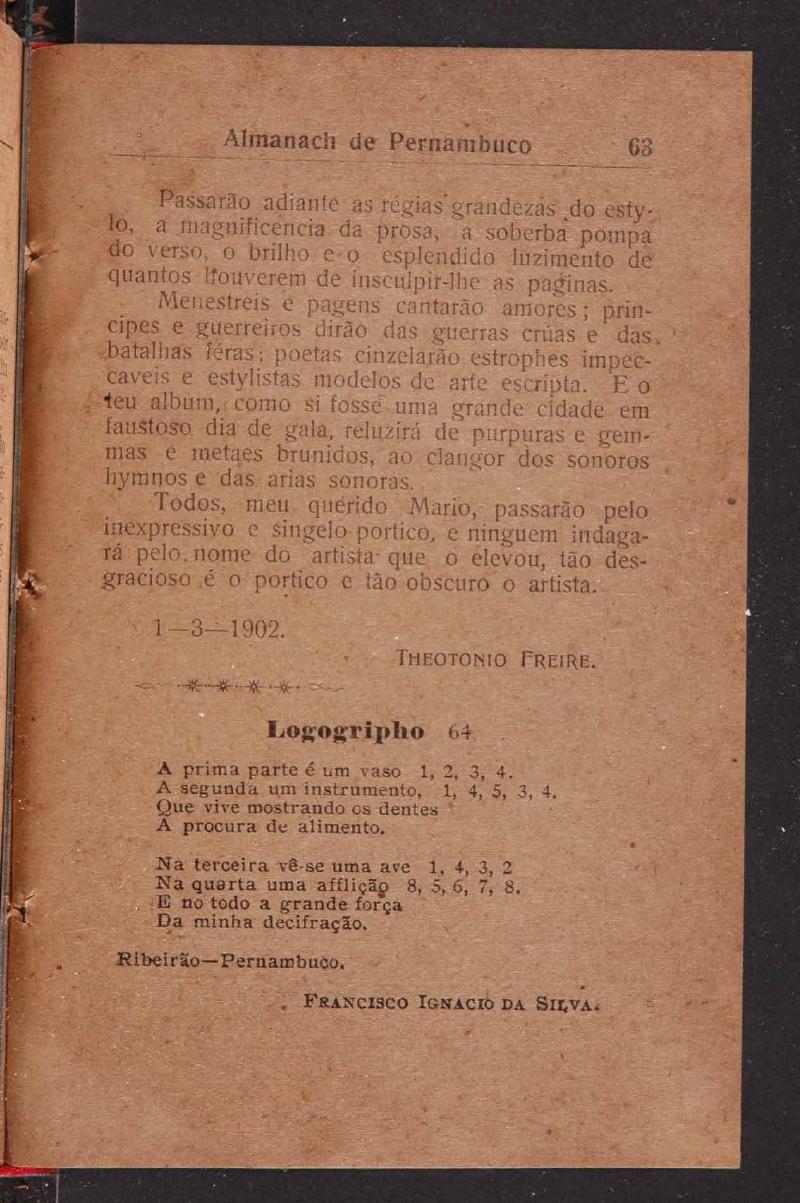 Almanach de Pernambuco 63
Passarão adiante as régias grandezas do esty-
lo, a magnificencia da prosa, a soberba pompa
do verso, o brilho e o esplendido luzimento de
quantos houverem de insculpir-lhe as paginas.
Menestreis e pagens cantarão amores; prin-
cipes e guerreiros dirão das guerras crúas e das
batalhas féras; poetas cinzelarão estrophes impec-
caveis e estylistas modelos de arte escripta. E o
teu album, como si fosse uma grande cidade em
faustoso dia de gala, reluzirá de purpuras e gem-
mas e metaes brunidos, ao clangor dos sonoros
hymnos e das arias sonoras.
Todos, meu querido Mario, passarão pelo
inexpressivo e singelo portico, e ninguem indaga-
rá pelo nome do artista que o elevou, tão des-
gracioso é o portico e tão obscuro o artista.
1—3—1902.
THEOTONIO FREIRE.
Logogripho 64
A prima parte é um vaso 1, 2, 3, 4.
A segunda um instrumento, 1, 4, 5, 3, 4.
Que vive mostrando os dentes
A procura de alimento.
Na terceira vê-se uma ave 1, 4, 3, 2
Na quarta uma afflição 8, 5, 6, 7, 8.
E no todo a grande força
Da minha decifração.
Ribeirão—Pernambuco.
FRANCISCO IGNACIO DA SILVA.